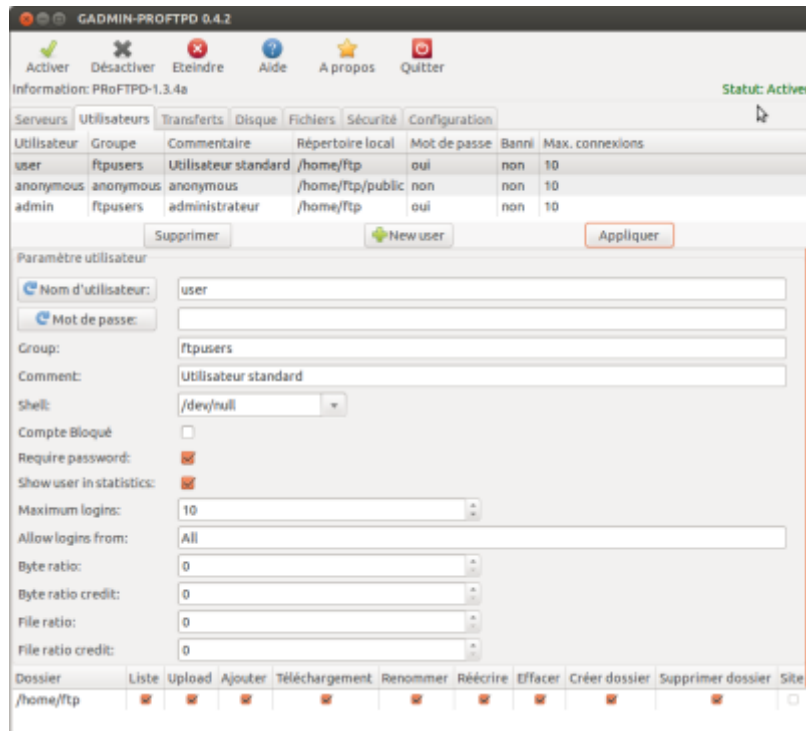 GADMIN-PROFTPD 0.4.2
Activer Désactiver Eteindre Aide A propos Quitter
Information: PRoFTPD-1.3.4a Statut: Activer
Serveurs Utilisateurs Transferts Disque Fichiers Sécurité Configuration
Utilisateur Groupe Commentaire Répertoire local Mot de passe Banni Max. connexions
user ftpusers Utilisateur standard /home/ftp oui non 10
anonymous anonymous anonymous /home/ftp/public non non 10
admin ftpusers administrateur /home/ftp oui non 10
Supprimer New user Appliquer
Paramètre utilisateur
Nom d'utilisateur: user
Mot de passe:
Group: ftpusers
Comment: Utilisateur standard
Shell: /dev/null
Compte Bloqué
Require password:
Show user in statistics:
Maximum logins: 10
Allow logins from: All
Byte ratio: 0
Byte ratio credit: 0
File ratio: 0
File ratio credit: 0
Dossier Liste Upload Ajouter Téléchargement Renommer Réécrire Effacer Créer dossier Supprimer dossier Site
/home/ftp